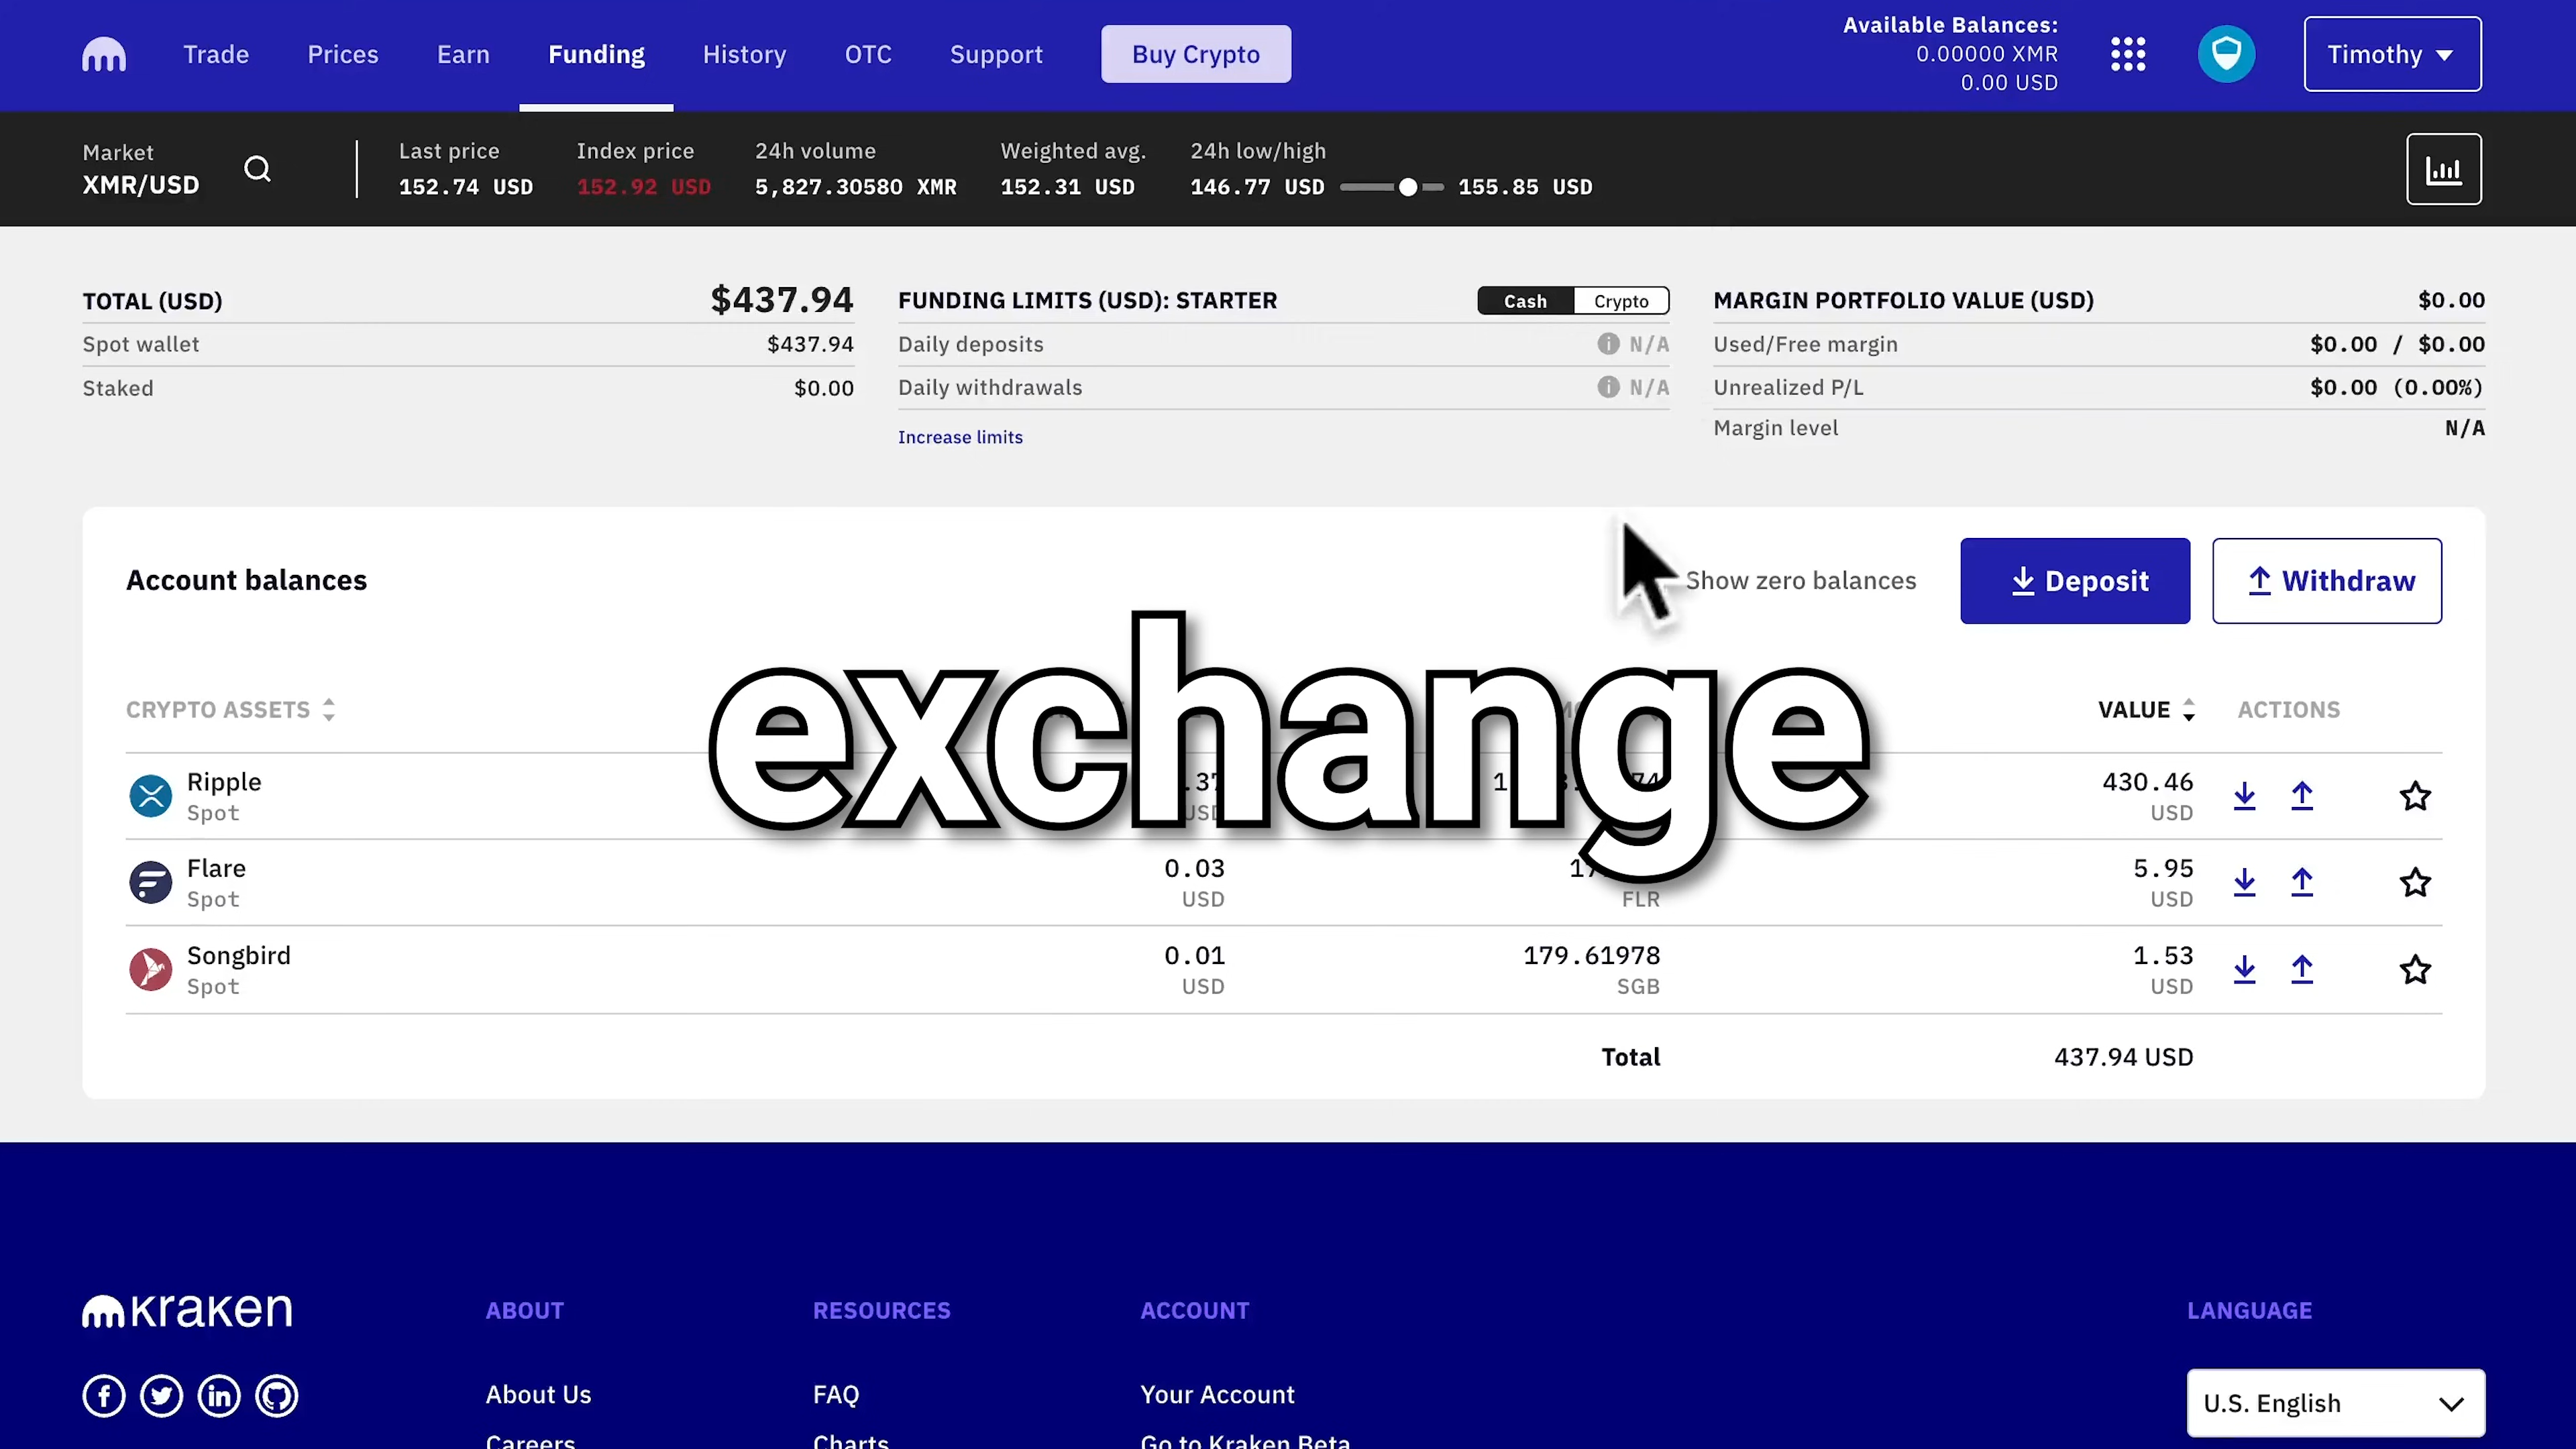 Trade Prices Earn Funding History OTC Support Buy Crypto
Available Balances:
0.00000 XMR
0.00 USD
Timothy
Market
XMR/USD
Last price
152.74 USD
Index price
152.92 USD
24h volume
5,827.30580 XMR
Weighted avg.
152.31 USD
24h low/high
146.77 USD 155.85 USD
TOTAL (USD) $437.94
Spot wallet $437.94
Staked $0.00
FUNDING LIMITS (USD): STARTER Cash Crypto
Daily deposits N/A
Daily withdrawals N/A
Increase limits
MARGIN PORTFOLIO VALUE (USD) $0.00
Used/Free margin $0.00 / $0.00
Unrealized P/L $0.00 (0.00%)
Margin level N/A
Account balances
Show zero balances
Deposit
Withdraw
exchange
CRYPTO ASSETS VALUE ACTIONS
Ripple 430.46
Spot USD
Flare 0.03 5.95
Spot USD FLR USD
Songbird 0.01 179.61978 1.53
Spot USD SGB USD
Total 437.94 USD
kraken
ABOUT
About Us
Careers
RESOURCES
FAQ
Charts
ACCOUNT
Your Account
Go to Kraken Beta
LANGUAGE
U.S. English